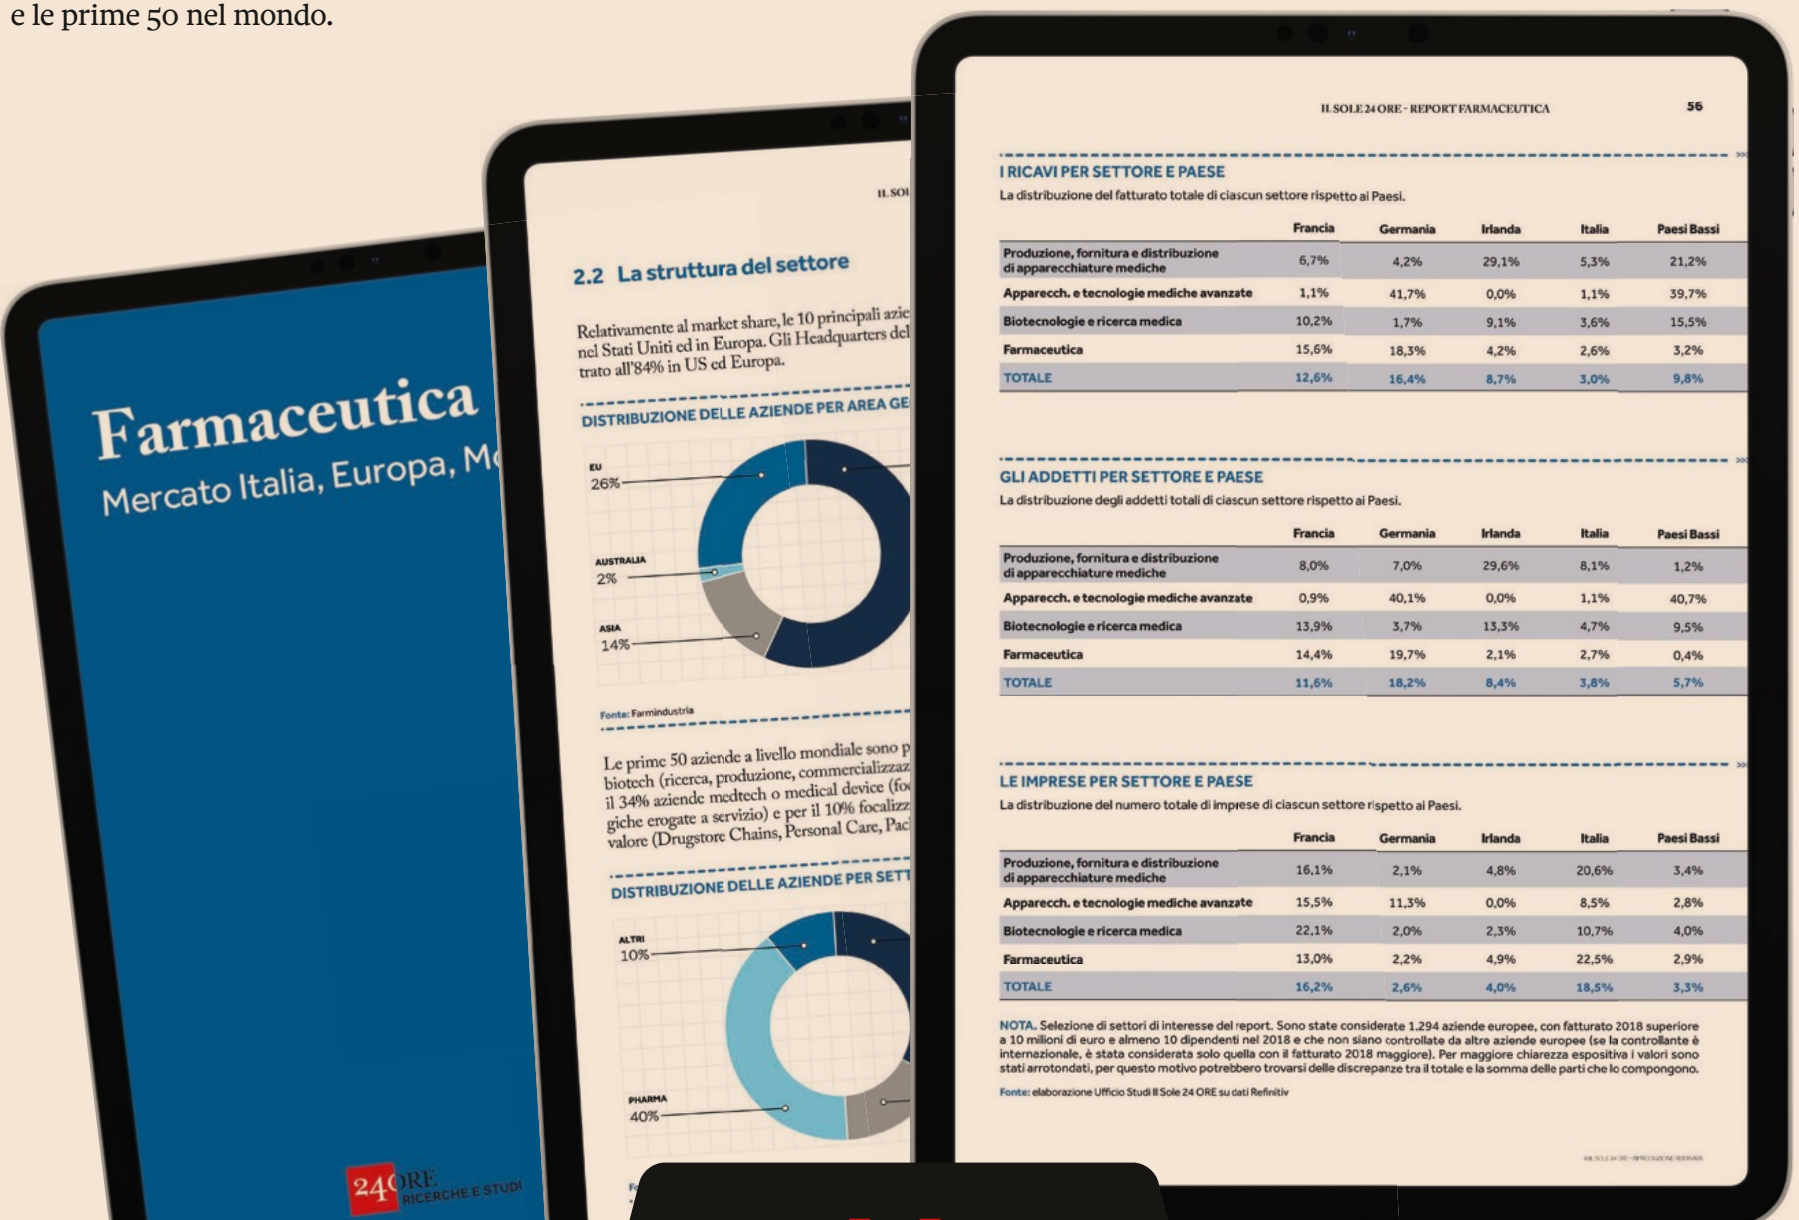 e le prime 50 nel mondo.
Farmaceutica
Mercato Italia, Europa,
24ORE
RICERCHE E STUDI
2.2 La struttura del settore
Relativamente al market share, le 10 principali
nel Stati Uniti ed in Europa. Gli Headquarters
trato all'84% in US ed Europa.
DISTRIBUZIONE DELLE AZIENDE PER AREA
EU
26%
AUSTRALIA
2%
ASIA
14%
Fonte: Farmindustria
Le prime 50 aziende a livello mondiale sono
biotech (ricerca, produzione,
il 34% aziende medtech o medical device
giche erogate a servizio) e per il 10%
valore (Drugstore Chains, Personal Care,
DISTRIBUZIONE DELLE AZIENDE PER
ALTRI
10%
PHARMA
40%
IL SOLE 24 ORE - REPORT FARMACEUTICA 56
I RICAVI PER SETTORE E PAESE
La distribuzione del fatturato totale di ciascun settore rispetto ai Paesi.
Francia Germania Irlanda Italia Paesi Bassi
Produzione, fornitura e distribuzione
di apparecchiature mediche 6,7% 4,2% 29,1% 5,3% 21,2%
Apparecch. e tecnologie mediche avanzate 1,1% 41,7% 0,0% 1,1% 39,7%
Biotecnologie e ricerca medica 10,2% 1,7% 9,1% 3,6% 15,5%
Farmaceutica 15,6% 18,3% 4,2% 2,6% 3,2%
TOTALE 12,6% 16,4% 8,7% 3,0% 9,8%
GLI ADDETTI PER SETTORE E PAESE
La distribuzione degli addetti totali di ciascun settore rispetto ai Paesi.
Francia Germania Irlanda Italia Paesi Bassi
Produzione, fornitura e distribuzione
di apparecchiature mediche 8,0% 7,0% 29,6% 8,1% 1,2%
Apparecch. e tecnologie mediche avanzate 0,9% 40,1% 0,0% 1,1% 40,7%
Biotecnologie e ricerca medica 13,9% 3,7% 13,3% 4,7% 9,5%
Farmaceutica 14,4% 19,7% 2,1% 2,7% 0,4%
TOTALE 11,6% 18,2% 8,4% 3,8% 5,7%
LE IMPRESE PER SETTORE E PAESE
La distribuzione del numero totale di imprese di ciascun settore rispetto ai Paesi.
Francia Germania Irlanda Italia Paesi Bassi
Produzione, fornitura e distribuzione
di apparecchiature mediche 16,1% 2,1% 4,8% 20,6% 3,4%
Apparecch. e tecnologie mediche avanzate 15,5% 11,3% 0,0% 8,5% 2,8%
Biotecnologie e ricerca medica 22,1% 2,0% 2,3% 10,7% 4,0%
Farmaceutica 13,0% 2,2% 4,9% 22,5% 2,9%
TOTALE 16,2% 2,6% 4,0% 18,5% 3,3%
NOTA. Selezione di settori di interesse del report. Sono state considerate 1.294 aziende europee, con fatturato 2018 superiore
a 10 milioni di euro e almeno 10 dipendenti nel 2018 e che non siano controllate da altre aziende europee (se la controllante è
internazionale, è stata considerata solo quella con il fatturato 2018 maggiore). Per maggiore chiarezza espositiva i valori sono
stati arrotondati, per questo motivo potrebbero trovarsi delle discrepanze tra il totale e la somma delle parti che lo compongono.
Fonte: elaborazione Ufficio Studi Il Sole 24 ORE su dati Refinitiv